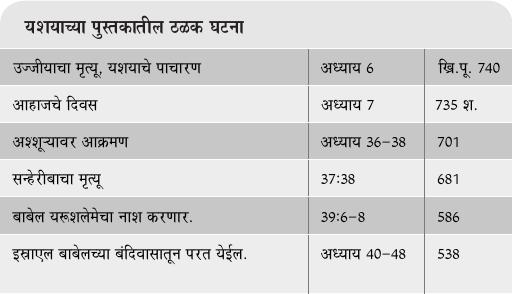 यशयाच्या पुस्तकातील ठळक घटना
उज्जीयाचा मृत्यू, यशयाचे पाचारण अध्याय 6 ख्रि.पू. 740
आहाजचे दिवस अध्याय 7 735 श.
अश्शूऱ्यावर आक्रमण अध्याय 36–38 701
सन्हेरीबाचा मृत्यू 37:38 681
बाबेल यरूशलेमेचा नाश करणार. 39:6–8 586
इस्राएल बाबेलच्या बंदिवासातून परत येईल. अध्याय 40–48 538